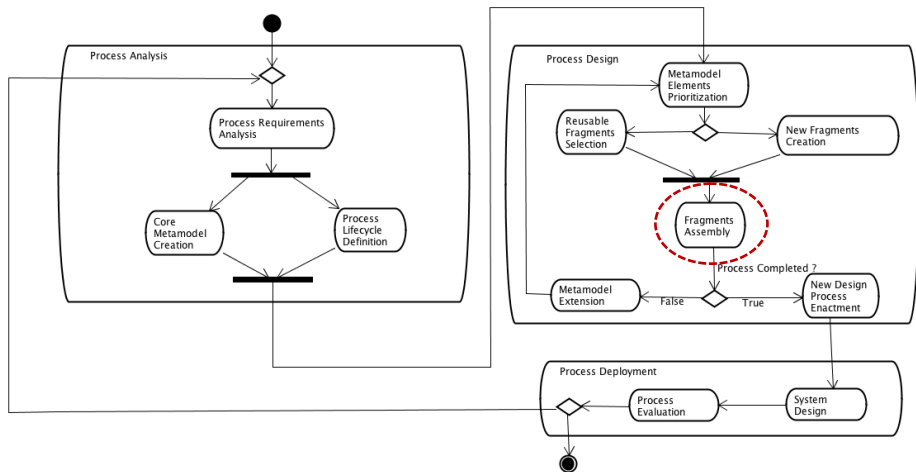 Process Analysis
Process Requirements
Analysis
Core
Metamodel
Creation
Process
Lifecycle
Definition
Process Design
Metamodel
Elements
Prioritization
Reusable
Fragments
Selection
New Fragments
Creation
Fragments
Assembly
Process Completed ?
Metamodel
Extension
False
True
New Design
Process
Enactment
Process Deployment
Process
Evaluation
System
Design